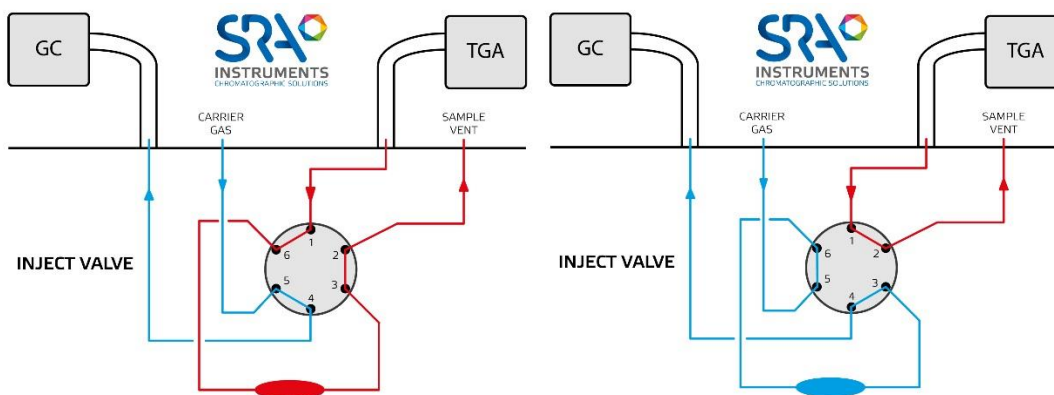 GC
SRA
INSTRUMENTS
CHROMATOGRAPHIC SOLUTIONS
TGA
CARRIER
GAS
SAMPLE
VENT
INJECT VALVE
1
2
3
4
5
6
GC
SRA
INSTRUMENTS
CHROMATOGRAPHIC SOLUTIONS
TGA
CARRIER
GAS
SAMPLE
VENT
INJECT VALVE
1
2
3
4
5
6